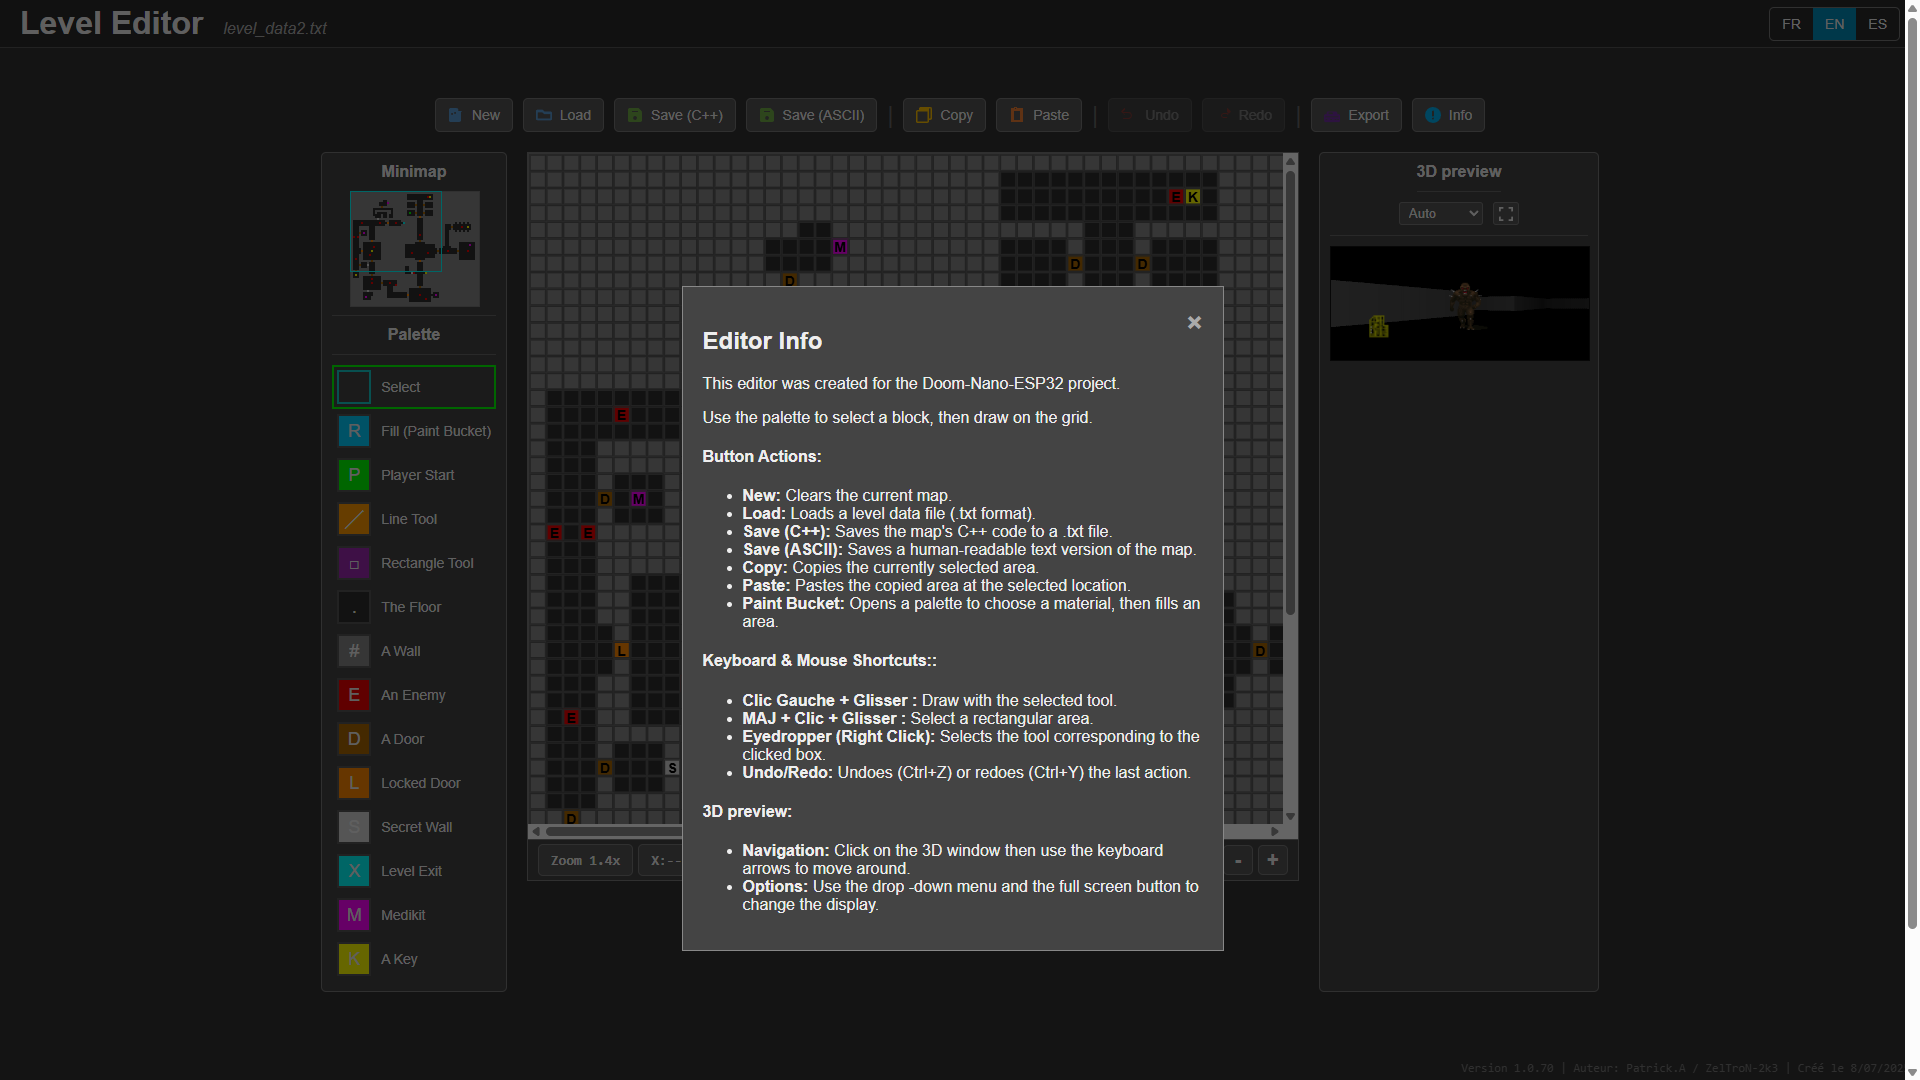 Level Editor level_data2.txt FR EN ES
New Load Save (C++) Save (ASCII) | Copy Paste | Undo Redo | Export Info
Minimap
Palette
Select
R Fill (Paint Bucket)
P Player Start
Line Tool
Rectangle Tool
. The Floor
# A Wall
E An Enemy
D A Door
L Locked Door
S Secret Wall
X Level Exit
M Medikit
K A Key
E K
M
D D
D
E
D M
E E
L D
E
D S
D
Zoom 1.4x X:-- - +
Editor Info ×
This editor was created for the Doom-Nano-ESP32 project.
Use the palette to select a block, then draw on the grid.
Button Actions:
• New: Clears the current map.
• Load: Loads a level data file (.txt format).
• Save (C++): Saves the map's C++ code to a .txt file.
• Save (ASCII): Saves a human-readable text version of the map.
• Copy: Copies the currently selected area.
• Paste: Pastes the copied area at the selected location.
• Paint Bucket: Opens a palette to choose a material, then fills an
area.
Keyboard & Mouse Shortcuts::
• Clic Gauche + Glisser : Draw with the selected tool.
• MAJ + Clic + Glisser : Select a rectangular area.
• Eyedropper (Right Click): Selects the tool corresponding to the
clicked box.
• Undo/Redo: Undoes (Ctrl+Z) or redoes (Ctrl+Y) the last action.
3D preview:
• Navigation: Click on the 3D window then use the keyboard
arrows to move around.
• Options: Use the drop -down menu and the full screen button to
change the display.
3D preview
Auto
Version 1.0.70 | Auteur: Patrick.A / ZelTroN-2k3 | Créé le 8/07/202